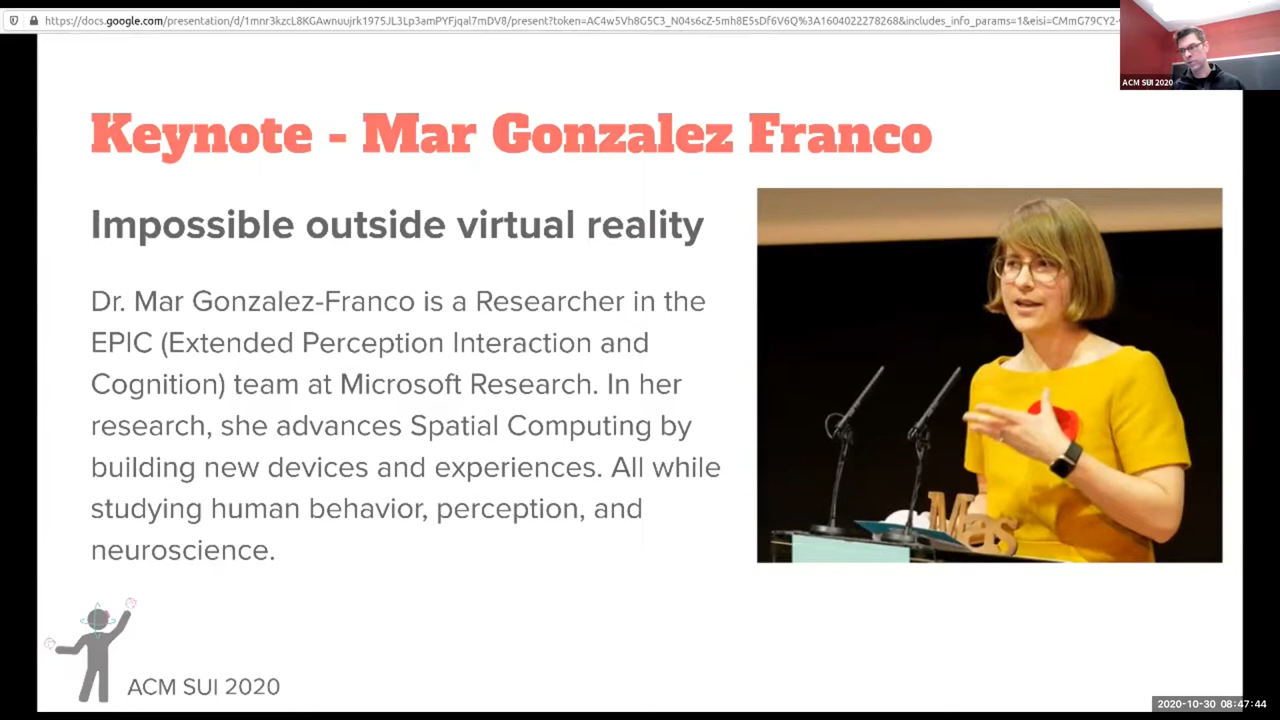 https://docs.google.com/presentation/d/1mnr3kzcL8KGAwnuujrk1975JL3Lp3amPYFjqal7mDV8/present?token=AC4w5Vh8G5C3_N04s6cZ-5mh8E5sDf6V6Q%3A1604022278268&includes_info_params=1&eisi=CMmG79CY2-
ACM SUI 2020
Keynote - Mar Gonzalez Franco
Impossible outside virtual reality
Dr. Mar Gonzalez-Franco is a Researcher in the
EPIC (Extended Perception Interaction and
Cognition) team at Microsoft Research. In her
research, she advances Spatial Computing by
building new devices and experiences. All while
studying human behavior, perception, and
neuroscience.
ACM SUI 2020
2020-10-30 08:47:44